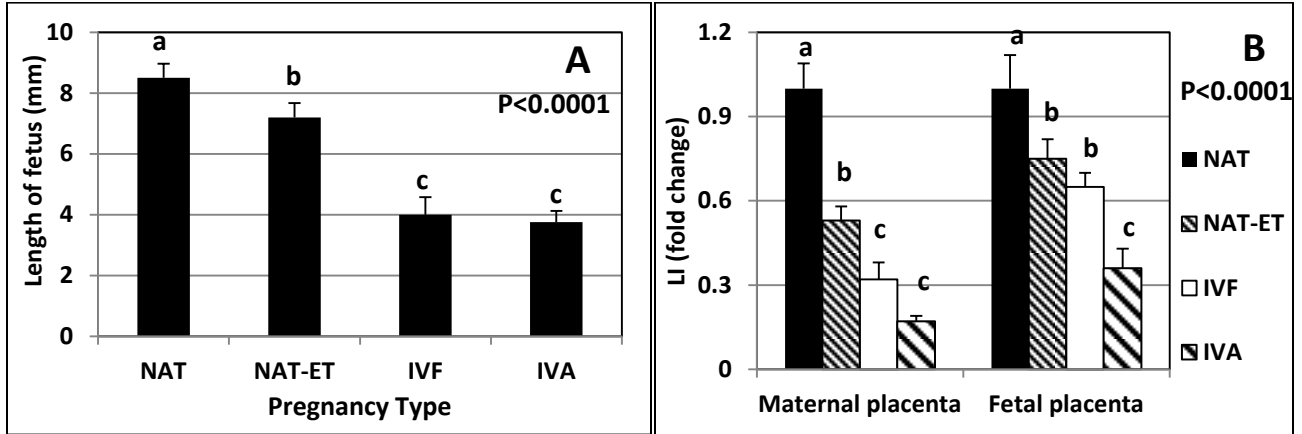 A
P<0.0001
Length of fetus (mm)
10
8
6
4
2
0
a
b
c
c
NAT
NAT-ET
IVF
IVA
Pregnancy Type
B
P<0.0001
LI (fold change)
1.2
0.9
0.6
0.3
0
a
b
c
c
a
b
b
c
Maternal placenta
Fetal placenta
NAT
NAT-ET
IVF
IVA